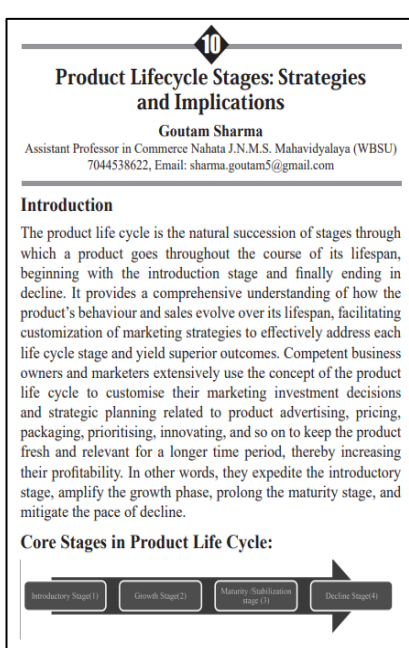 10
Product Lifecycle Stages: Strategies
and Implications
Goutam Sharma
Assistant Professor in Commerce Nahata J.N.M.S. Mahavidyalaya (WBSU)
7044538622, Email: sharma.goutam5@gmail.com
Introduction
The product life cycle is the natural succession of stages through
which a product goes throughout the course of its lifespan,
beginning with the introduction stage and finally ending in
decline. It provides a comprehensive understanding of how the
product's behaviour and sales evolve over its lifespan, facilitating
customization of marketing strategies to effectively address each
life cycle stage and yield superior outcomes. Competent business
owners and marketers extensively use the concept of the product
life cycle to customise their marketing investment decisions
and strategic planning related to product advertising, pricing,
packaging, prioritising, innovating, and so on to keep the product
fresh and relevant for a longer time period, thereby increasing
their profitability. In other words, they expedite the introductory
stage, amplify the growth phase, prolong the maturity stage, and
mitigate the pace of decline.
Core Stages in Product Life Cycle:
Introductory Stage(1)
Growth Stage(2)
Maturity /Stabilization
stage (3)
Decline Stage(4)